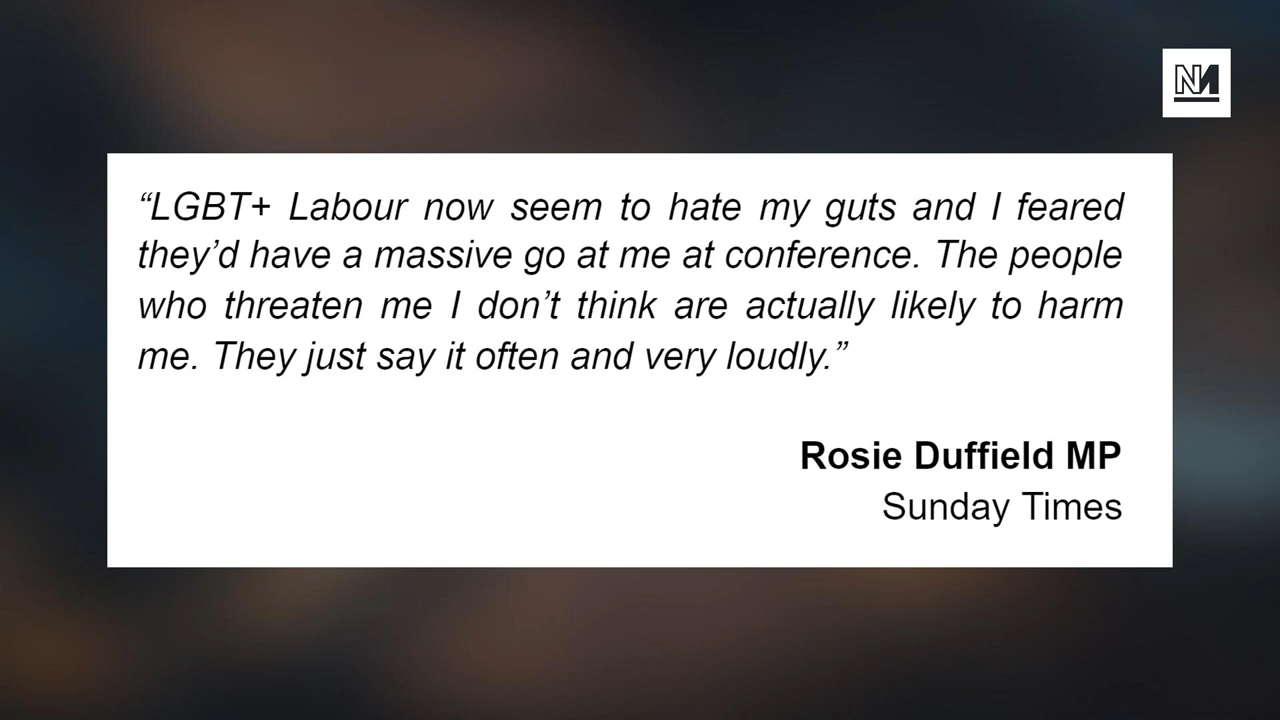 “LGBT+ Labour now seem to hate my guts and I feared
they’d have a massive go at me at conference. The people
who threaten me I don’t think are actually likely to harm
me. They just say it often and very loudly.”
Rosie Duffield MP
Sunday Times
NM